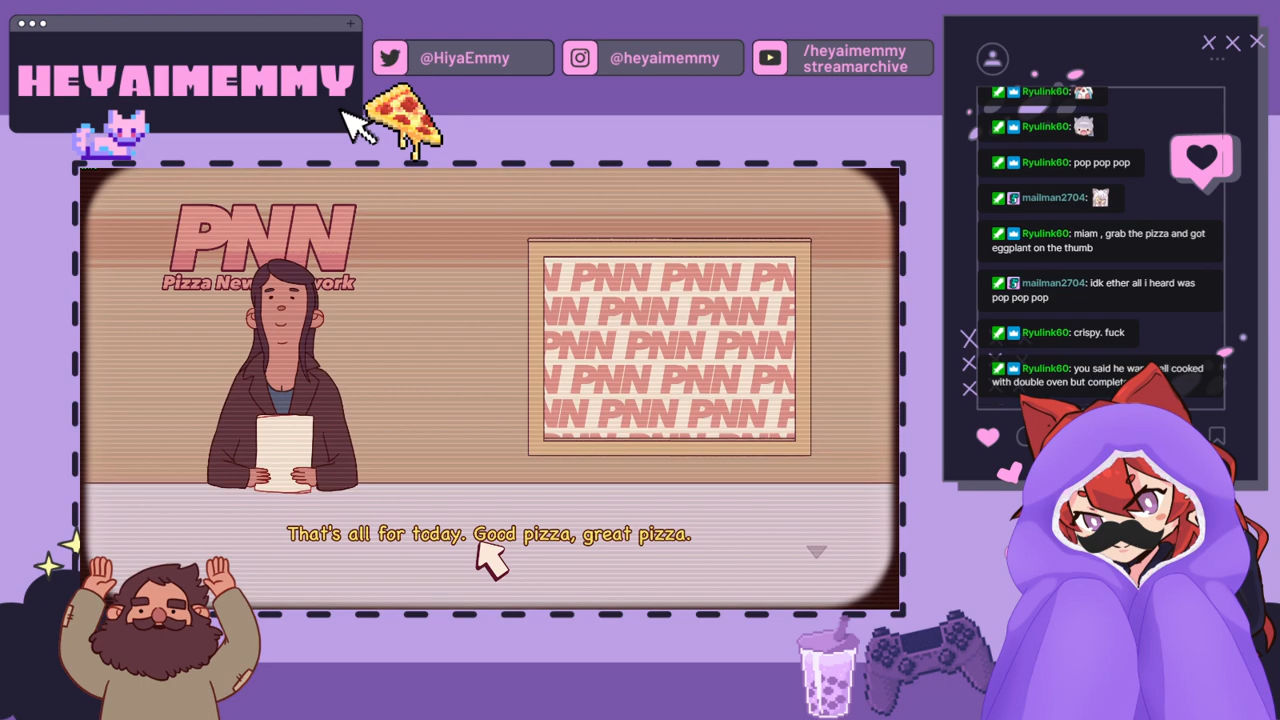 HEYAIMEMMY
@HiyaEmmy
@heyaimemmy
/heyaimemmy
streamarchive
PNN
Pizza New work
PNN PNN PN
NN PNN PNN P
PNN PNN PNN
N PNN PNN PN
NN PNN PNN P
That's all for today. Good pizza, great pizza.
Ryulink60:
Ryulink60:
Ryulink60: pop pop pop
mailman2704:
Ryulink60: miam , grab the pizza and got
eggplant on the thumb
mailman2704: idk ether all i heard was
pop pop pop
Ryulink60: crispy. fuck
Ryulink60: you said he was cooked
with double oven but